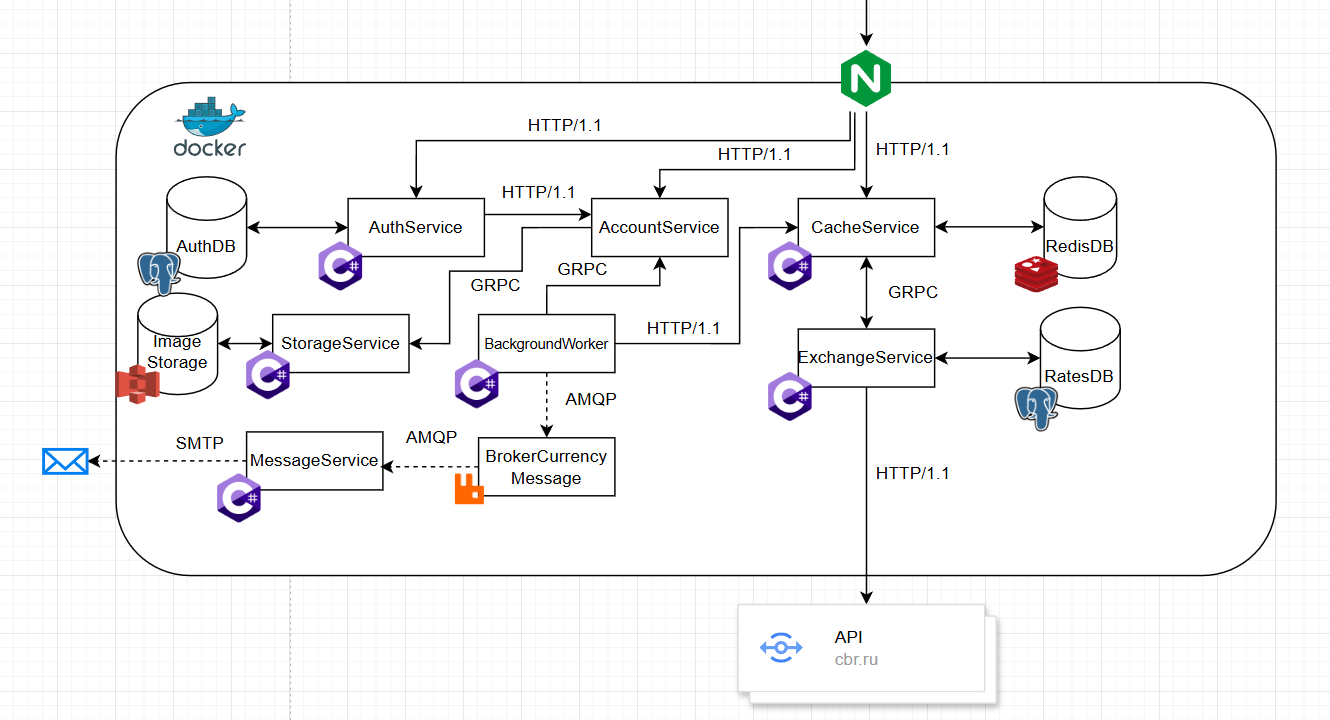 N
docker
HTTP/1.1
HTTP/1.1
HTTP/1.1
HTTP/1.1
AuthDB
AuthService
AccountService
CacheService
RedisDB
C#
C#
GRPC
GRPC
GRPC
Image
Storage
StorageService
BackgroundWorker
HTTP/1.1
ExchangeService
RatesDB
C#
C#
C#
AMQP
SMTP
AMQP
MessageService
BrokerCurrency
Message
C#
HTTP/1.1
API
cbr.ru